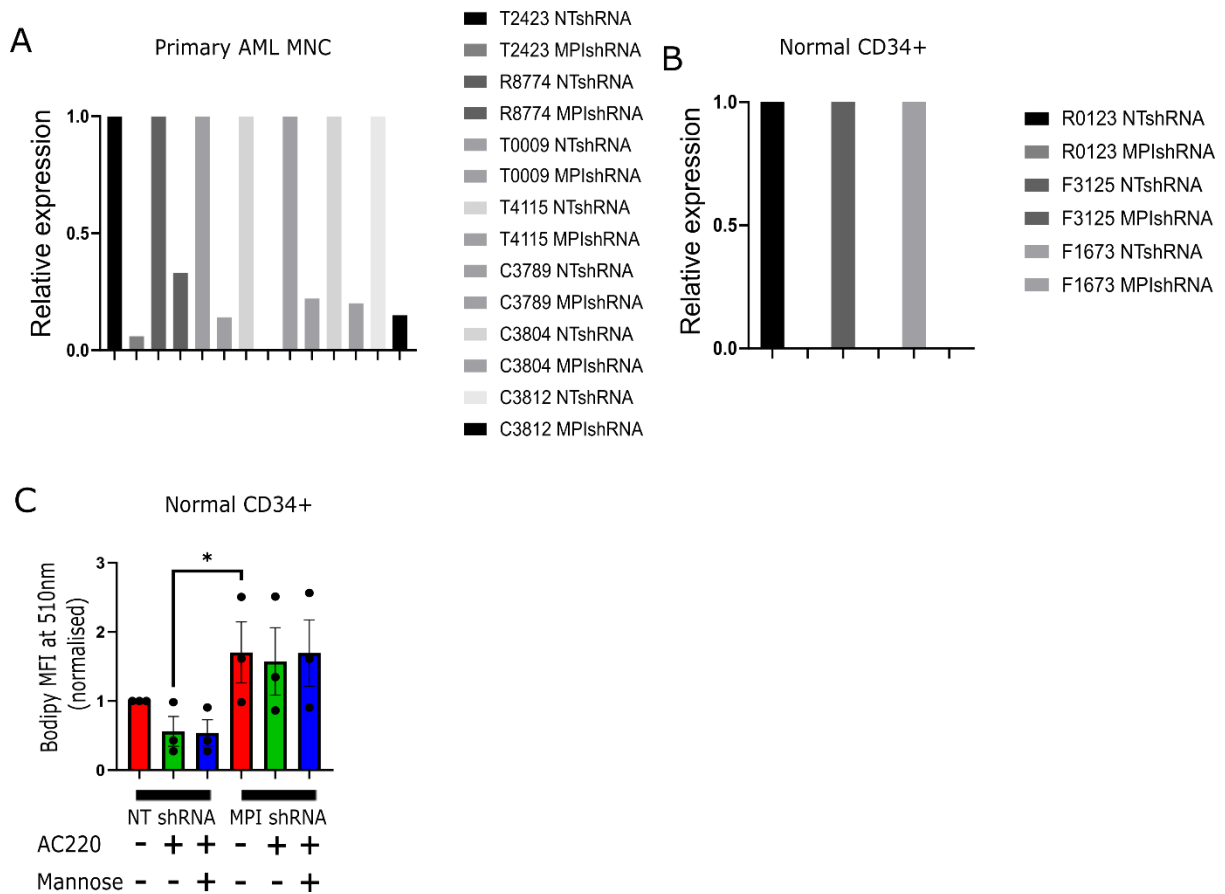 A
Primary AML MNC
Relative expression
1.0
0.5
0.0
T2423 NTshRNA
T2423 MPIshRNA
R8774 NTshRNA
R8774 MPIshRNA
T0009 NTshRNA
T0009 MPIshRNA
T4115 NTshRNA
T4115 MPIshRNA
C3789 NTshRNA
C3789 MPIshRNA
C3804 NTshRNA
C3804 MPIshRNA
C3812 NTshRNA
C3812 MPIshRNA
B
Normal CD34+
Relative expression
1.0
0.5
0.0
R0123 NTshRNA
R0123 MPIshRNA
F3125 NTshRNA
F3125 MPIshRNA
F1673 NTshRNA
F1673 MPIshRNA
C
Normal CD34+
Bodipy MFI at 510nm
(normalised)
3
2
1
0
*
NT shRNA MPI shRNA
AC220 - + + - + +
Mannose - - + - - +